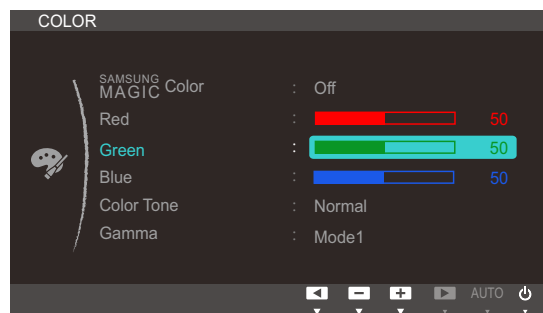 COLOR
SAMSUNG MAGIC Color : Off
Red : 50
Green : 50
Blue : 50
Color Tone : Normal
Gamma : Mode1
AUTO